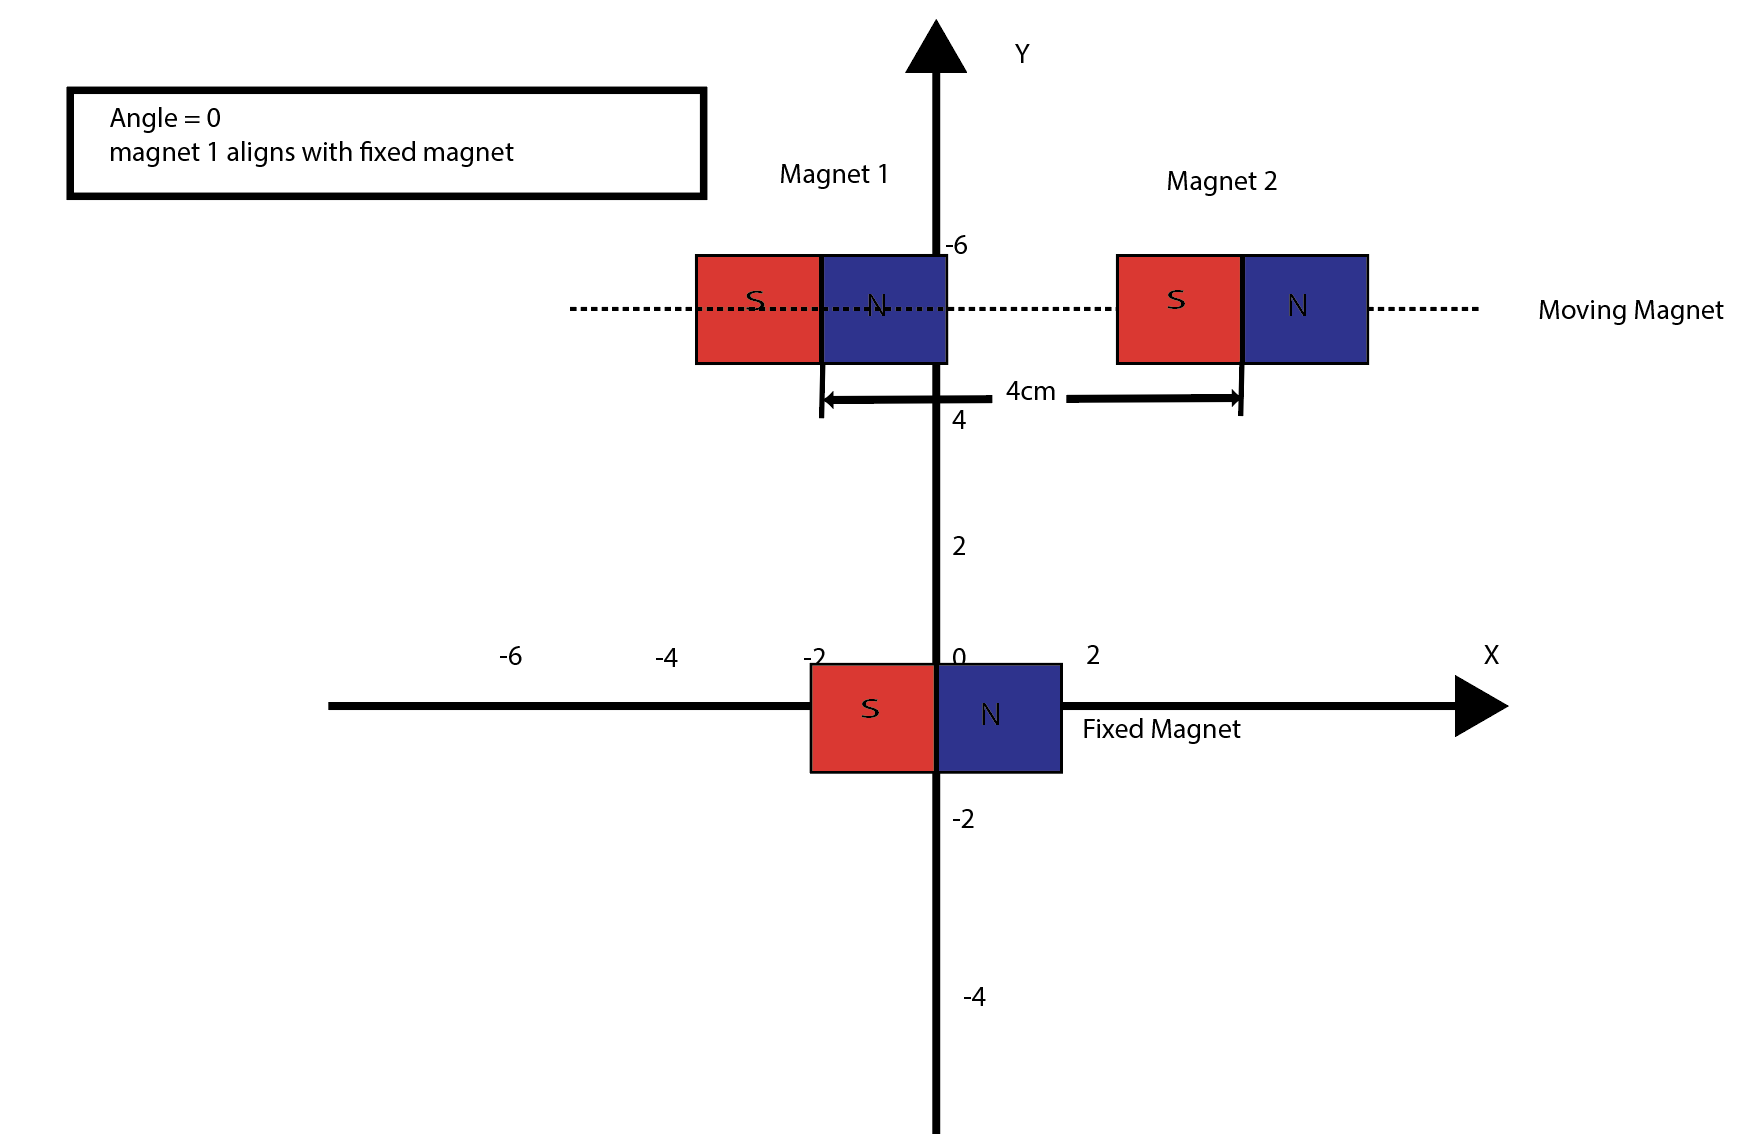 Y
Angle = 0
magnet 1 aligns with fixed magnet
Magnet 1
Magnet 2
-6
S
N
S
N
Moving Magnet
4cm
4
2
-6
-4
-2
0
2
X
S
N
Fixed Magnet
-2
-4